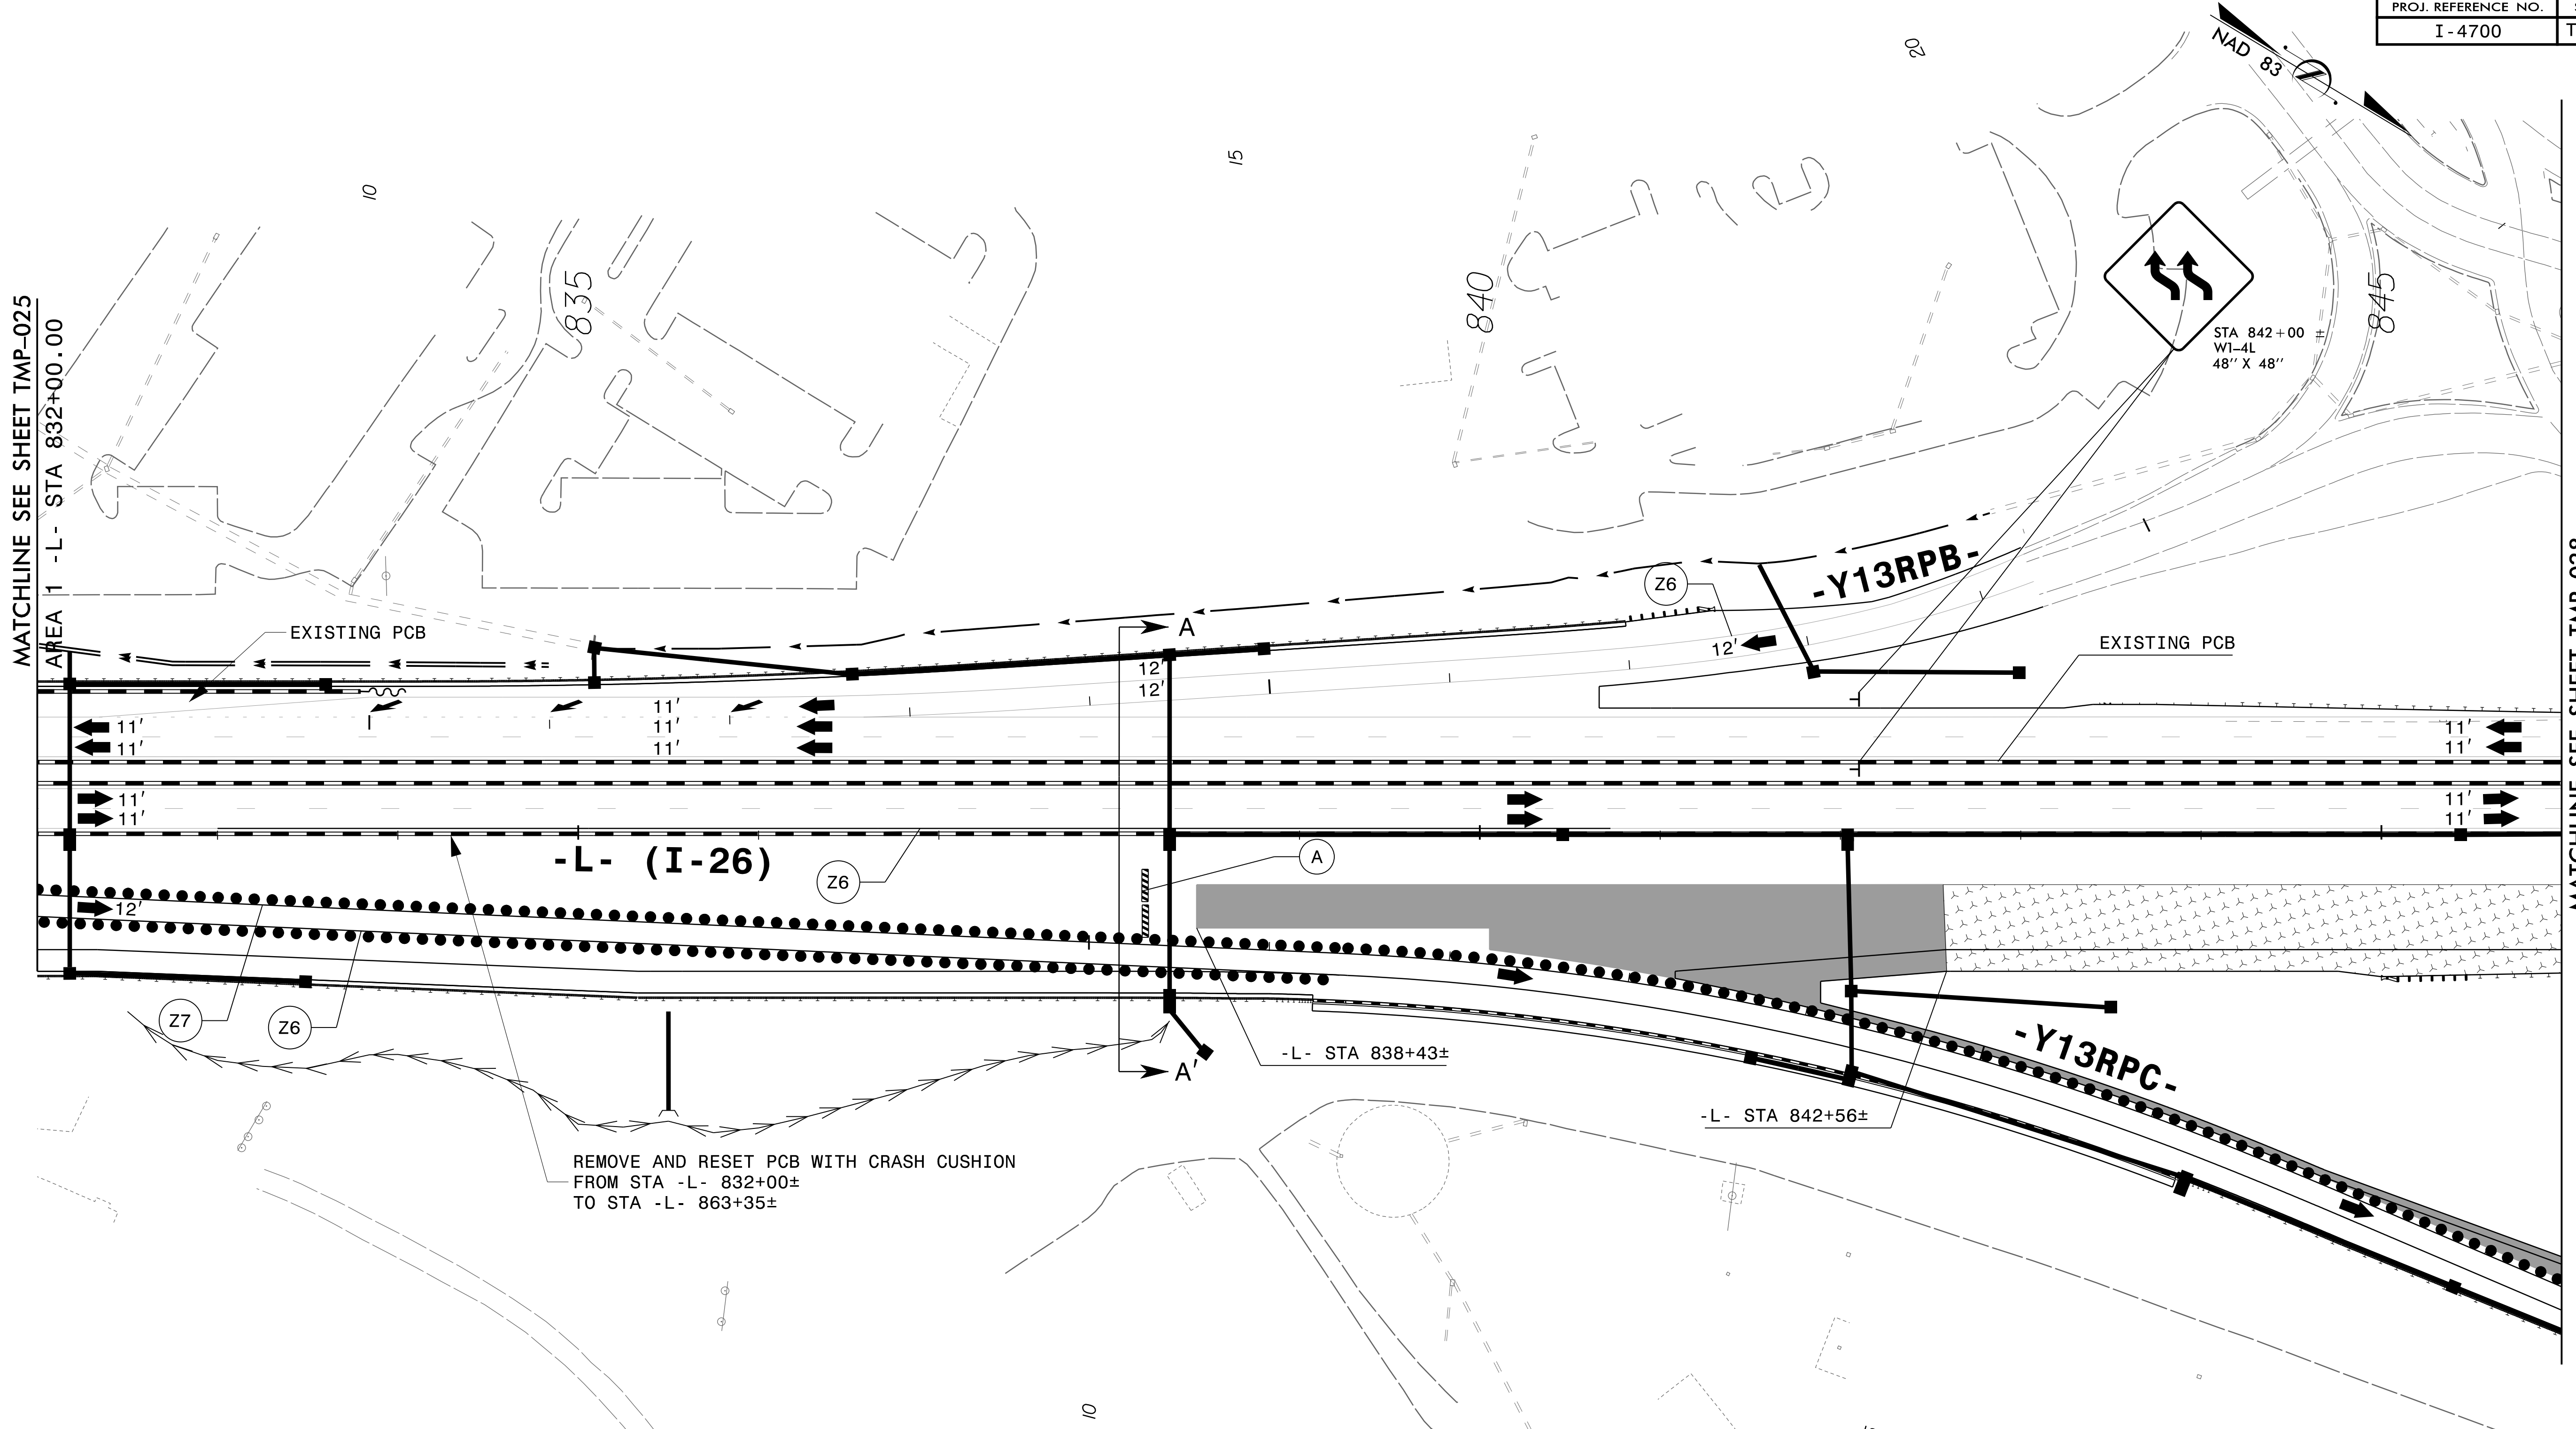 PROJ. REFERENCE NO.
I-4700
T
NAD 83
20
15
10
MATCHLINE SEE SHEET TMP-025
AREA 1 -L- STA 832+00.00
835
840
845
STA 842+00 ±
W1-4L
48" X 48"
-Y13RPB-
Z6
12'
EXISTING PCB
EXISTING PCB
12'
12'
11'
11'
11'
11'
11'
11'
11'
11'
11'
11'
11'
A
-L- (I-26)
Z6
A
12'
Z7
Z6
A'
-L- STA 838+43±
-Y13RPC-
-L- STA 842+56±
REMOVE AND RESET PCB WITH CRASH CUSHION
FROM STA -L- 832+00±
TO STA -L- 863+35±
10